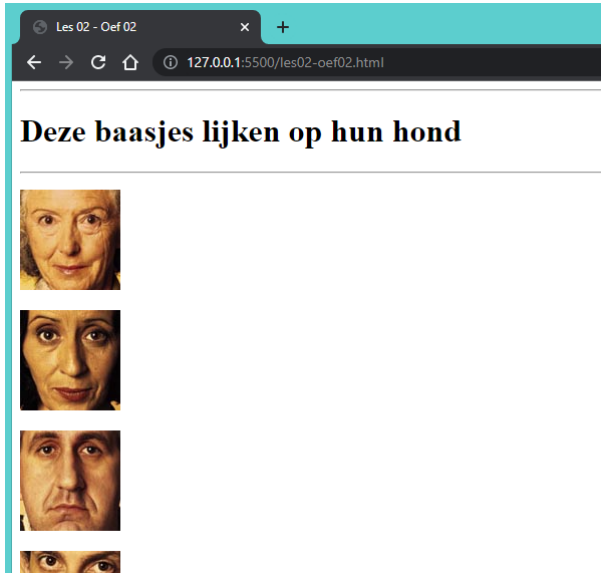 Les 02 - Oef 02
127.0.0.1:5500/les02-oef02.html
Deze baasjes lijken op hun hond